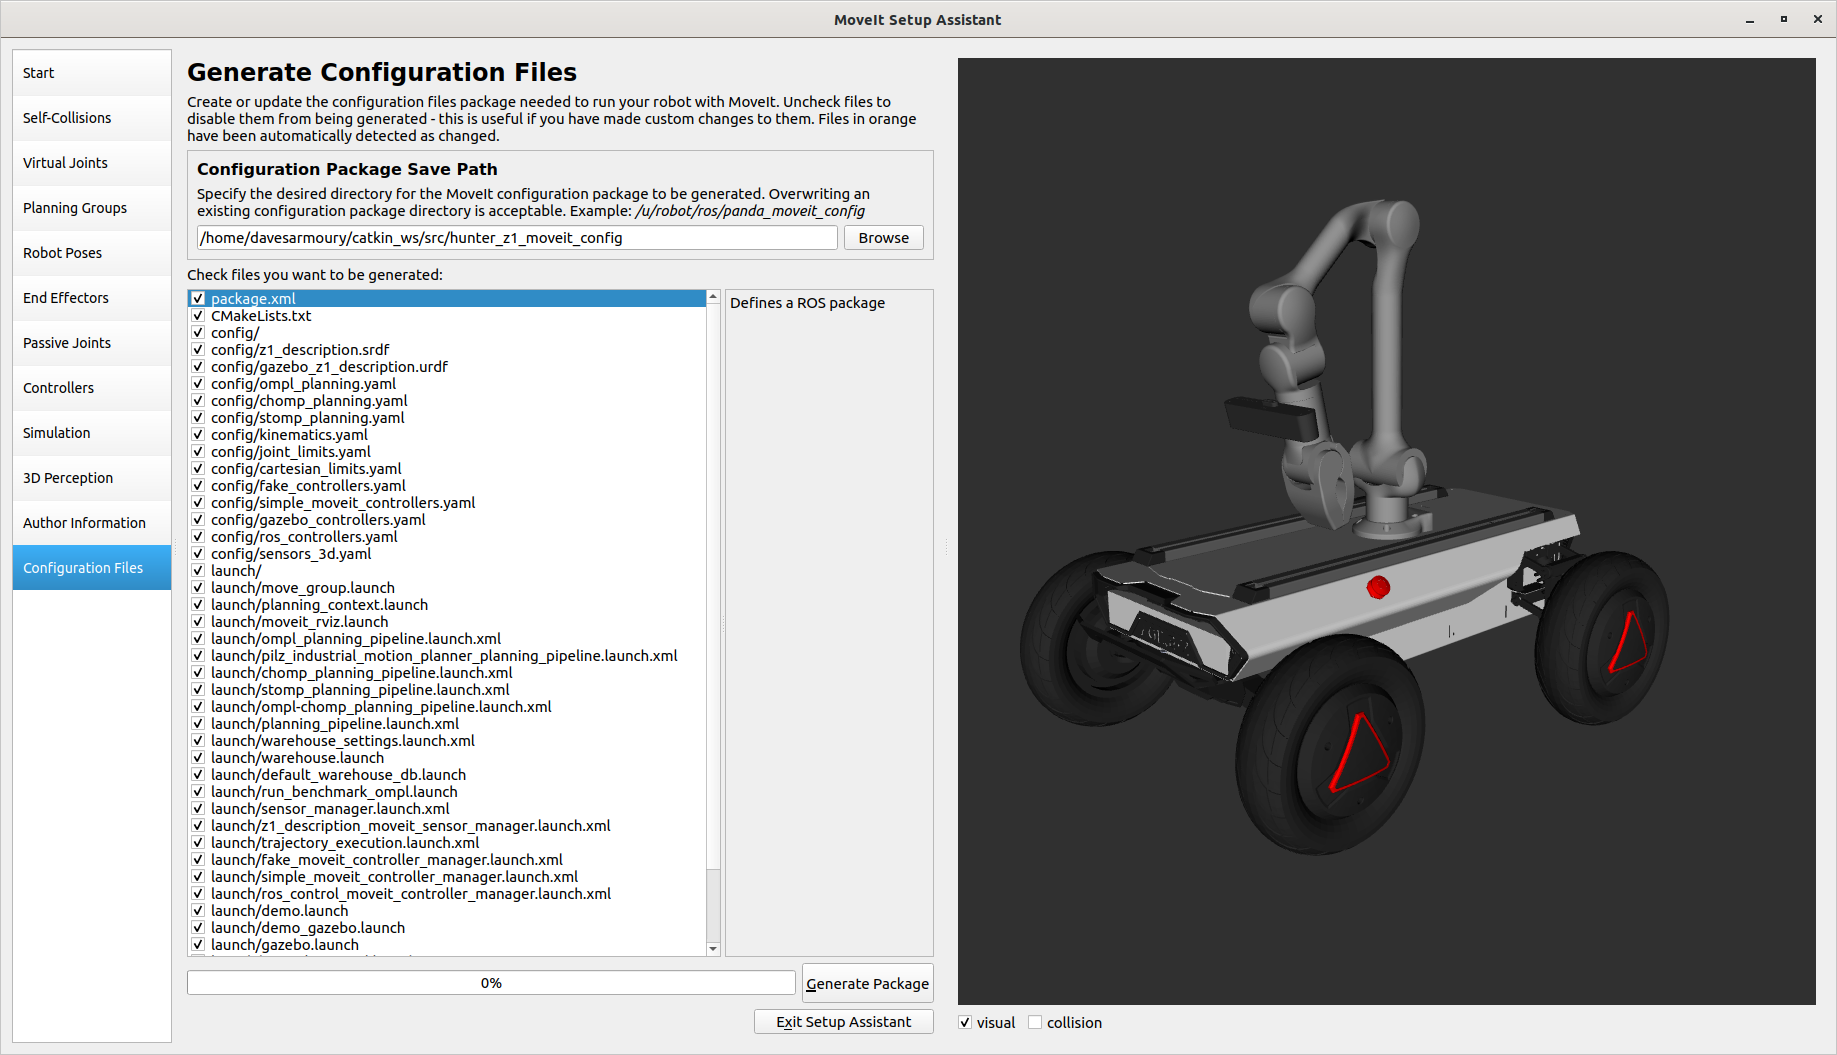 MoveIt Setup Assistant
Start
Self-Collisions
Virtual Joints
Planning Groups
Robot Poses
End Effectors
Passive Joints
Controllers
Simulation
3D Perception
Author Information
Configuration Files
Generate Configuration Files
Create or update the configuration files package needed to run your robot with MoveIt. Uncheck files to
disable them from being generated - this is useful if you have made custom changes to them. Files in orange
have been automatically detected as changed.
Configuration Package Save Path
Specify the desired directory for the MoveIt configuration package to be generated. Overwriting an
existing configuration package directory is acceptable. Example: /u/robot/ros/panda_moveit_config
/home/davesarmoury/catkin_ws/src/hunter_z1_moveit_config
Browse
Check files you want to be generated:
package.xml
CMakeLists.txt
config/
config/z1_description.srdf
config/gazebo_z1_description.urdf
config/ompl_planning.yaml
config/chomp_planning.yaml
config/stomp_planning.yaml
config/kinematics.yaml
config/joint_limits.yaml
config/cartesian_limits.yaml
config/fake_controllers.yaml
config/simple_moveit_controllers.yaml
config/gazebo_controllers.yaml
config/ros_controllers.yaml
config/sensors_3d.yaml
launch/
launch/move_group.launch
launch/planning_context.launch
launch/moveit_rviz.launch
launch/ompl_planning_pipeline.launch.xml
launch/pilz_industrial_motion_planner_planning_pipeline.launch.xml
launch/chomp_planning_pipeline.launch.xml
launch/stomp_planning_pipeline.launch.xml
launch/ompl-chomp_planning_pipeline.launch.xml
launch/planning_pipeline.launch.xml
launch/warehouse_settings.launch.xml
launch/warehouse.launch
launch/default_warehouse_db.launch
launch/run_benchmark_ompl.launch
launch/sensor_manager.launch.xml
launch/z1_description_moveit_sensor_manager.launch.xml
launch/trajectory_execution.launch.xml
launch/fake_moveit_controller_manager.launch.xml
launch/simple_moveit_controller_manager.launch.xml
launch/ros_control_moveit_controller_manager.launch.xml
launch/demo.launch
launch/demo_gazebo.launch
launch/gazebo.launch
Defines a ROS package
0%
Generate Package
Exit Setup Assistant
visual
collision